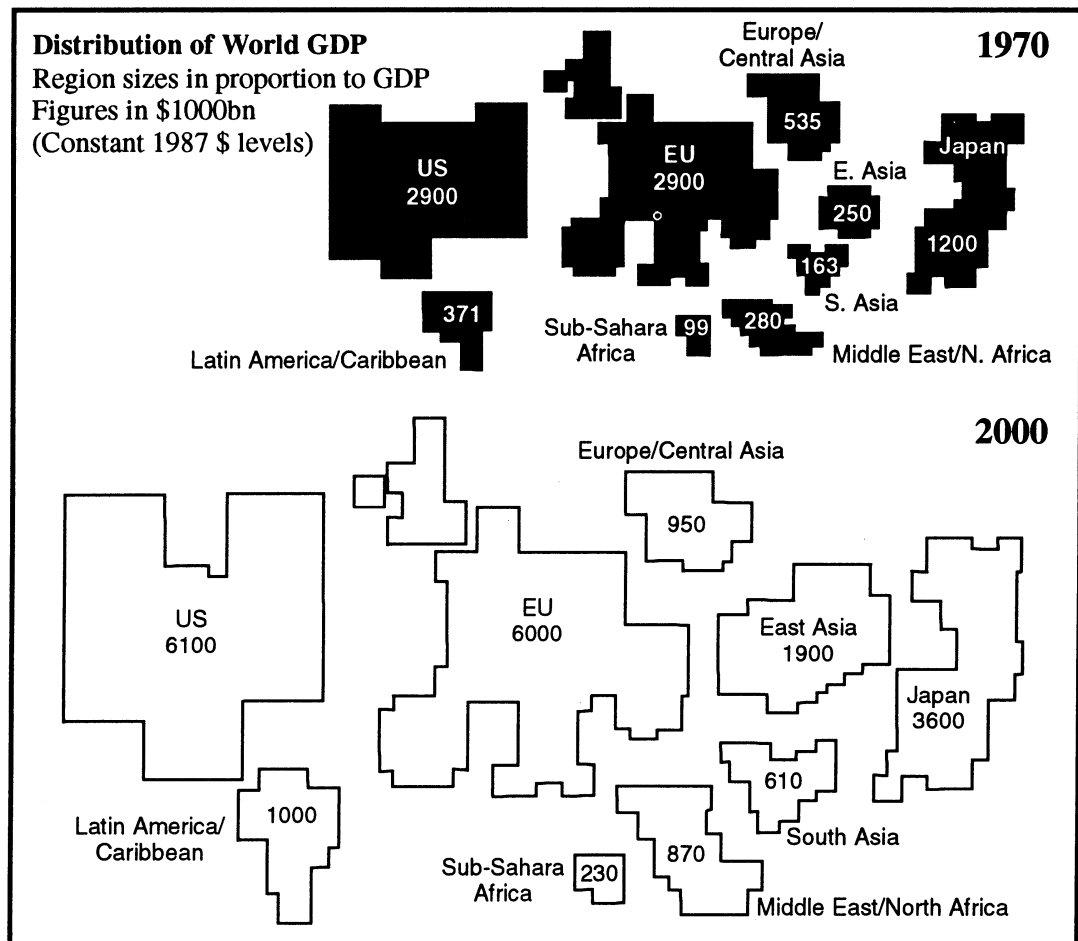 Distribution of World GDP
Region sizes in proportion to GDP
Figures in $1000bn
(Constant 1987 $ levels)
1970
US
2900
EU
2900
Europe/
Central Asia
535
Japan
1200
E. Asia
250
163
S. Asia
371
Latin America/Caribbean
Sub-Sahara
Africa
99
280
Middle East/N. Africa
2000
US
6100
EU
6000
Europe/Central Asia
950
East Asia
1900
Japan
3600
610
South Asia
1000
Latin America/
Caribbean
Sub-Sahara
Africa
230
870
Middle East/North Africa